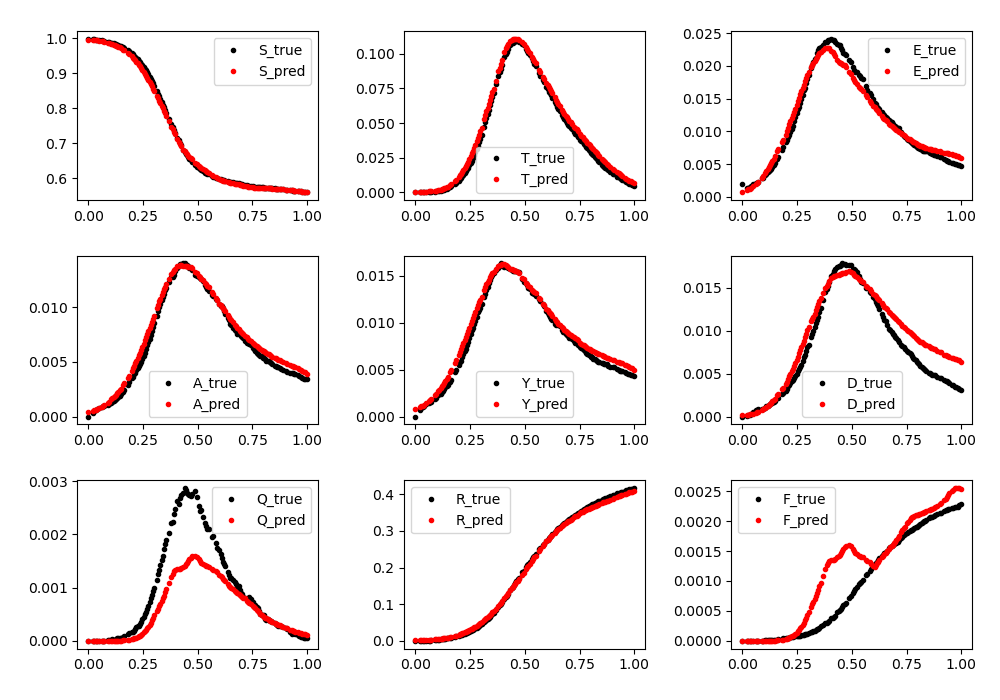 1.0
0.9
0.8
0.7
0.6
S_true
S_pred
0.00 0.25 0.50 0.75 1.00
0.100
0.075
0.050
0.025
0.000
T_true
T_pred
0.00 0.25 0.50 0.75 1.00
0.025
0.020
0.015
0.010
0.005
0.000
E_true
E_pred
0.00 0.25 0.50 0.75 1.00
0.010
0.005
0.000
A_true
A_pred
0.00 0.25 0.50 0.75 1.00
0.015
0.010
0.005
0.000
Y_true
Y_pred
0.00 0.25 0.50 0.75 1.00
0.015
0.010
0.005
0.000
D_true
D_pred
0.00 0.25 0.50 0.75 1.00
0.003
0.002
0.001
0.000
Q_true
Q_pred
0.00 0.25 0.50 0.75 1.00
0.4
0.3
0.2
0.1
0.0
R_true
R_pred
0.00 0.25 0.50 0.75 1.00
0.0025
0.0020
0.0015
0.0010
0.0005
0.0000
F_true
F_pred
0.00 0.25 0.50 0.75 1.00